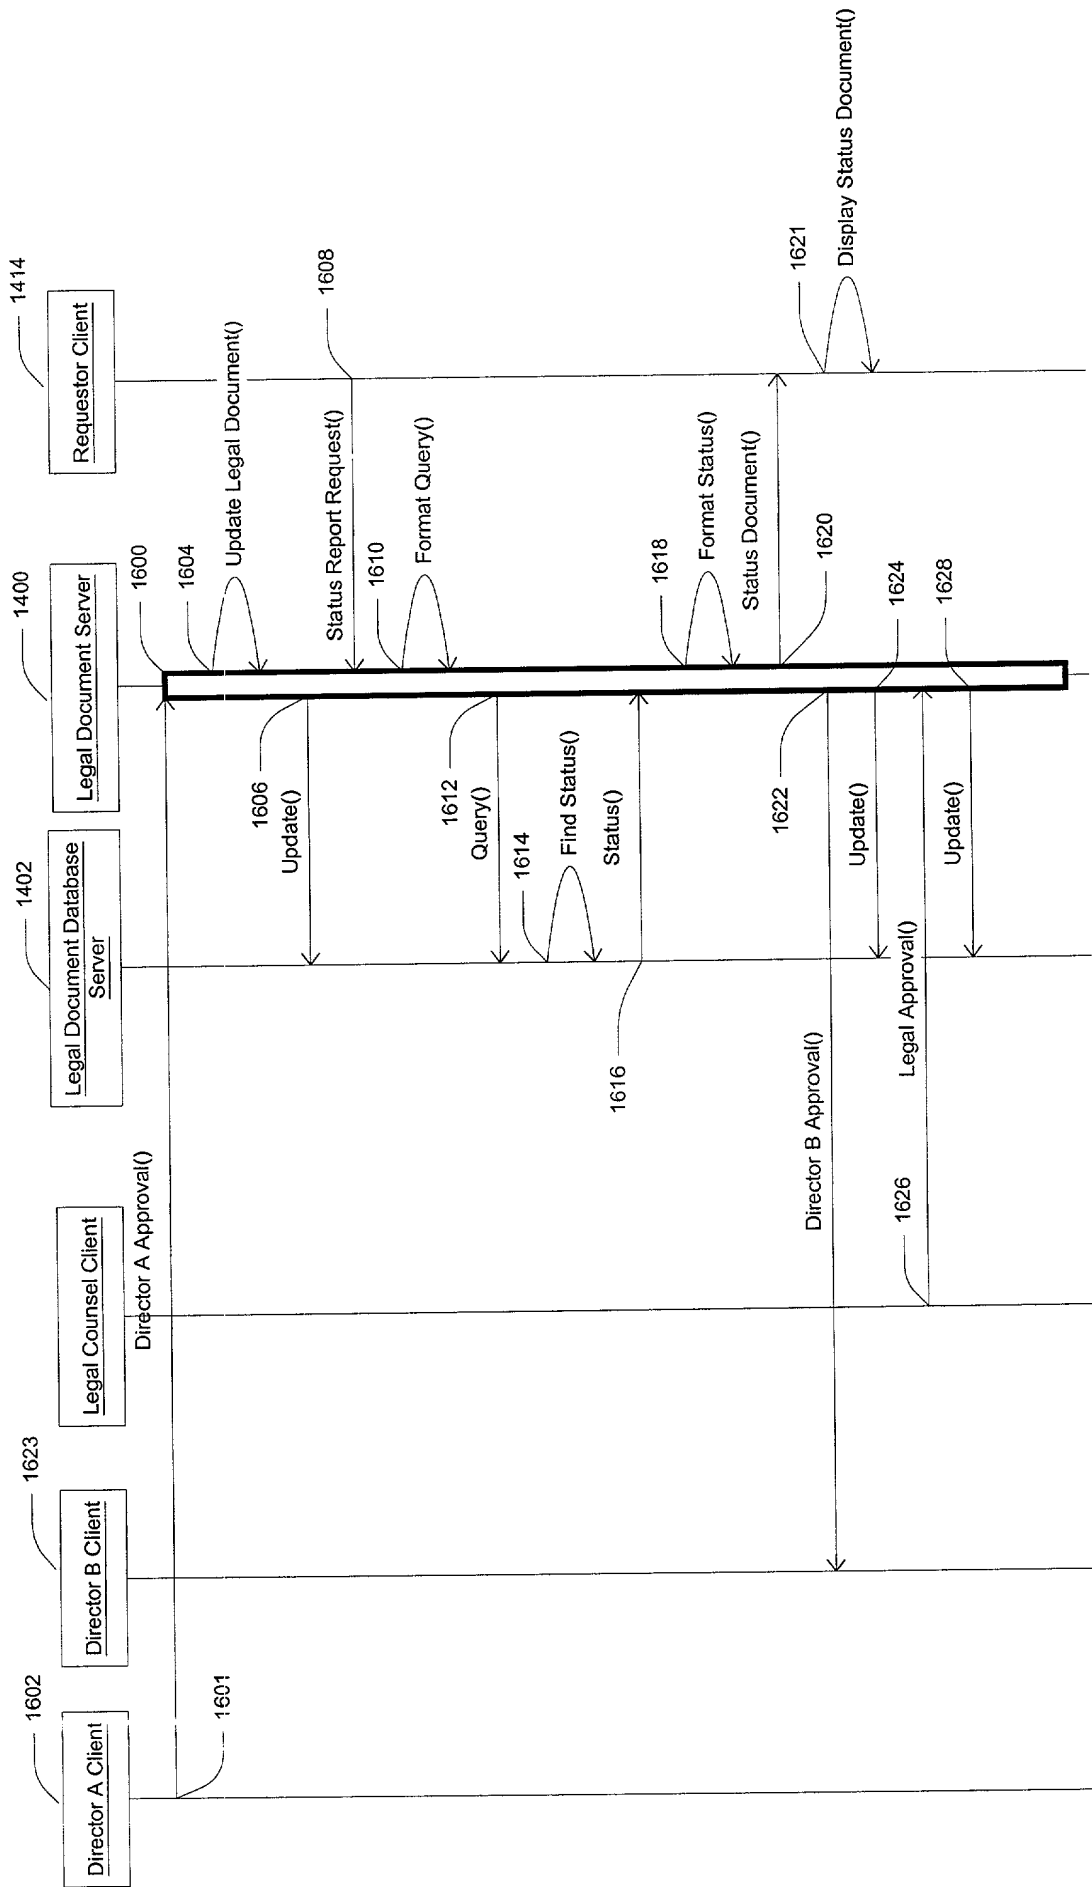 1602
Director A Client
1623
Director B Client
Legal Counsel Client
1402
Legal Document Database
Server
1400
Legal Document Server
1414
Requestor Client
Director A Approval()
1601
1600
1604
Update Legal Document()
1606
Update()
1608
Status Report Request()
1610
Format Query()
1612
Query()
1614
Find Status()
Status()
1616
1618
Format Status()
Status Document()
1620
1621
Display Status Document()
1622
Director B Approval()
1624
Update()
1626
Legal Approval()
1628
Update()